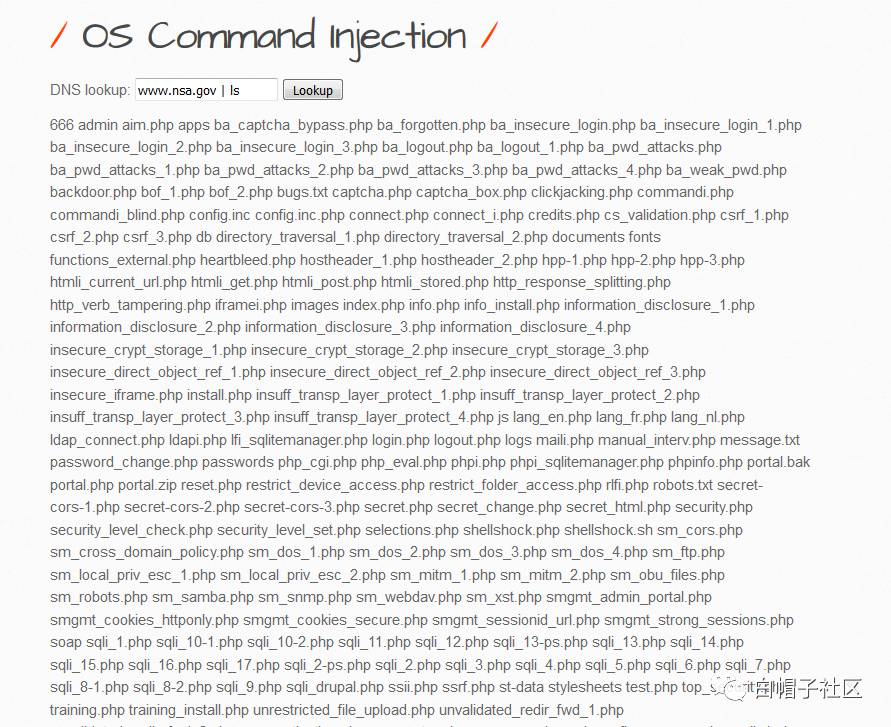 / OS Command Injection /
DNS lookup: www.nsa.gov | ls Lookup
666 admin aim.php apps ba_captcha_bypass.php ba_forgotten.php ba_insecure_login.php ba_insecure_login_1.php
ba_insecure_login_2.php ba_insecure_login_3.php ba_logout.php ba_logout_1.php ba_pwd_attacks.php
ba_pwd_attacks_1.php ba_pwd_attacks_2.php ba_pwd_attacks_3.php ba_pwd_attacks_4.php ba_weak_pwd.php
backdoor.php bof_1.php bof_2.php bugs.txt captcha.php captcha_box.php clickjacking.php commandi.php
commandi_blind.php config.inc config.inc.php connect.php connect_i.php credits.php cs_validation.php csrf_1.php
csrf_2.php csrf_3.php db directory_traversal_1.php directory_traversal_2.php documents fonts
functions_external.php heartbleed.php hostheader_1.php hostheader_2.php hpp-1.php hpp-2.php hpp-3.php
htmli_current_url.php htmli_get.php htmli_post.php htmli_stored.php http_response_splitting.php
http_verb_tampering.php iframei.php images index.php info.php info_install.php information_disclosure_1.php
information_disclosure_2.php information_disclosure_3.php information_disclosure_4.php
insecure_crypt_storage_1.php insecure_crypt_storage_2.php insecure_crypt_storage_3.php
insecure_direct_object_ref_1.php insecure_direct_object_ref_2.php insecure_direct_object_ref_3.php
insecure_iframe.php install.php insuff_transp_layer_protect_1.php insuff_transp_layer_protect_2.php
insuff_transp_layer_protect_3.php insuff_transp_layer_protect_4.php js lang_en.php lang_fr.php lang_nl.php
ldap_connect.php ldapi.php lfi_sqlitemanager.php login.php logout.php logs maili.php manual_interv.php message.txt
password_change.php passwords php_cgi.php php_eval.php phpi.php phpi_sqlitemanager.php phpinfo.php portal.bak
portal.php portal.zip reset.php restrict_device_access.php restrict_folder_access.php rlfi.php robots.txt secret-
cors-1.php secret-cors-2.php secret-cors-3.php secret.php secret_change.php secret_html.php security.php
security_level_check.php security_level_set.php selections.php shellshock.php shellshock.sh sm_cors.php
sm_cross_domain_policy.php sm_dos_1.php sm_dos_2.php sm_dos_3.php sm_dos_4.php sm_ftp.php
sm_local_priv_esc_1.php sm_local_priv_esc_2.php sm_mitm_1.php sm_mitm_2.php sm_obu_files.php
sm_robots.php sm_samba.php sm_snmp.php sm_webdav.php sm_xst.php smgmt_admin_portal.php
smgmt_cookies_httponly.php smgmt_cookies_secure.php smgmt_sessionid_url.php smgmt_strong_sessions.php
soap sqli_1.php sqli_10-1.php sqli_10-2.php sqli_11.php sqli_12.php sqli_13-ps.php sqli_13.php sqli_14.php
sqli_15.php sqli_16.php sqli_17.php sqli_2-ps.php sqli_2.php sqli_3.php sqli_4.php sqli_5.php sqli_6.php sqli_7.php
sqli_8-1.php sqli_8-2.php sqli_9.php sqli_drupal.php ssii.php ssrf.php st-data stylesheets test.php
白帽子社区
training.php training_install.php unrestricted_file_upload.php unvalidated_redir_fwd_1.php